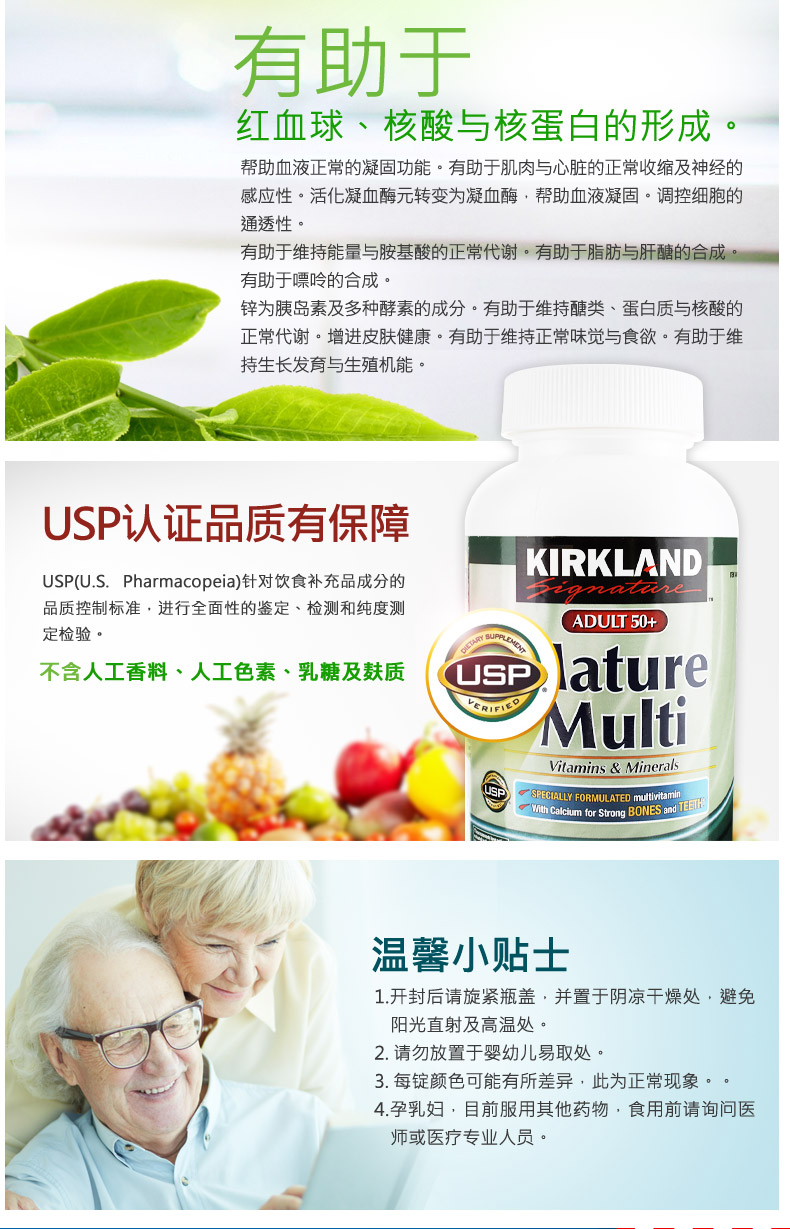 有助于
红血球、核酸与核蛋白的形成。
帮助血液正常的凝固功能。有助于肌肉与心脏的正常收缩及神经的
感应性。活化凝血酶元转变为凝血酶，帮助血液凝固。调控细胞的
通透性。
有助于维持能量与胺基酸的正常代谢。有助于脂肪与肝醣的合成。
有助于嘌呤的合成。
锌为胰岛素及多种酵素的成分。有助于维持醣类、蛋白质与核酸的
正常代谢。增进皮肤健康。有助于维持正常味觉与食欲。有助于维
持生长发育与生殖机能。
USP认证品质有保障
USP(U.S. Pharmacopeia)针对饮食补充品成分的
品质控制标准，进行全面性的鉴定、检测和纯度测
定检验。
不含人工香料、人工色素、乳糖及麸质
KIRKLAND
Signature
TM
ADULT 50+
DIETARY SUPPLEMENT
USP
®
VERIFIED
Mature
Multi
Vitamins & Minerals
USP
SPECIALLY FORMULATED multivitamin
With Calcium for Strong BONES and TEETH
温馨小贴士
1.开封后请旋紧瓶盖，并置于阴凉干燥处，避免
阳光直射及高温处。
2. 请勿放置于婴幼儿易取处。
3. 每锭颜色可能有所差异，此为正常现象。。
4.孕乳妇，目前服用其他药物，食用前请询问医
师或医疗专业人员。